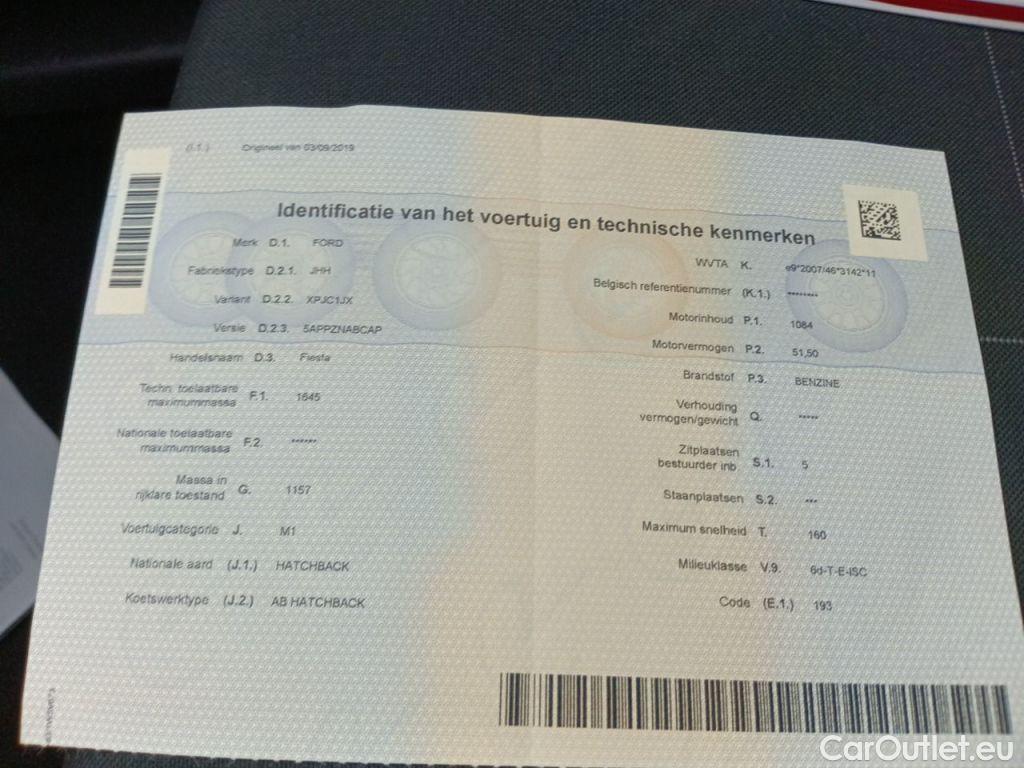 (I.1.) Origineel van 03/09/2019
Identificatie van het voertuig en technische kenmerken
Merk D.1. FORD
Fabriekstype D.2.1. JHH
Variant D.2.2. XPJC1JX
Versie D.2.3. 5APPZNABCAP
Handelsnaam D.3. Fiesta
Techn. toelaatbare
maximummassa F.1. 1645
Nationale toelaatbare
maximummassa F.2. ******
Massa in
rijklare toestand G. 1157
Voertuigcategorie J. M1
Nationale aard (J.1.) HATCHBACK
Koetswerktype (J.2.) AB HATCHBACK
WVTA K. e9*2007/46*3142*11
Belgisch referentienummer (K.1.) ********
Motorinhoud P.1. 1084
Motorvermogen P.2. 51,50
Brandstof P.3. BENZINE
Verhouding
vermogen/gewicht Q. *****
Zitplaatsen
bestuurder inb. S.1. 5
Staanplaatsen S.2. ***
Maximum snelheid T. 160
Milieuklasse V.9. 6d-T-E-ISC
Code (E.1.) 193
CarOutlet.eu